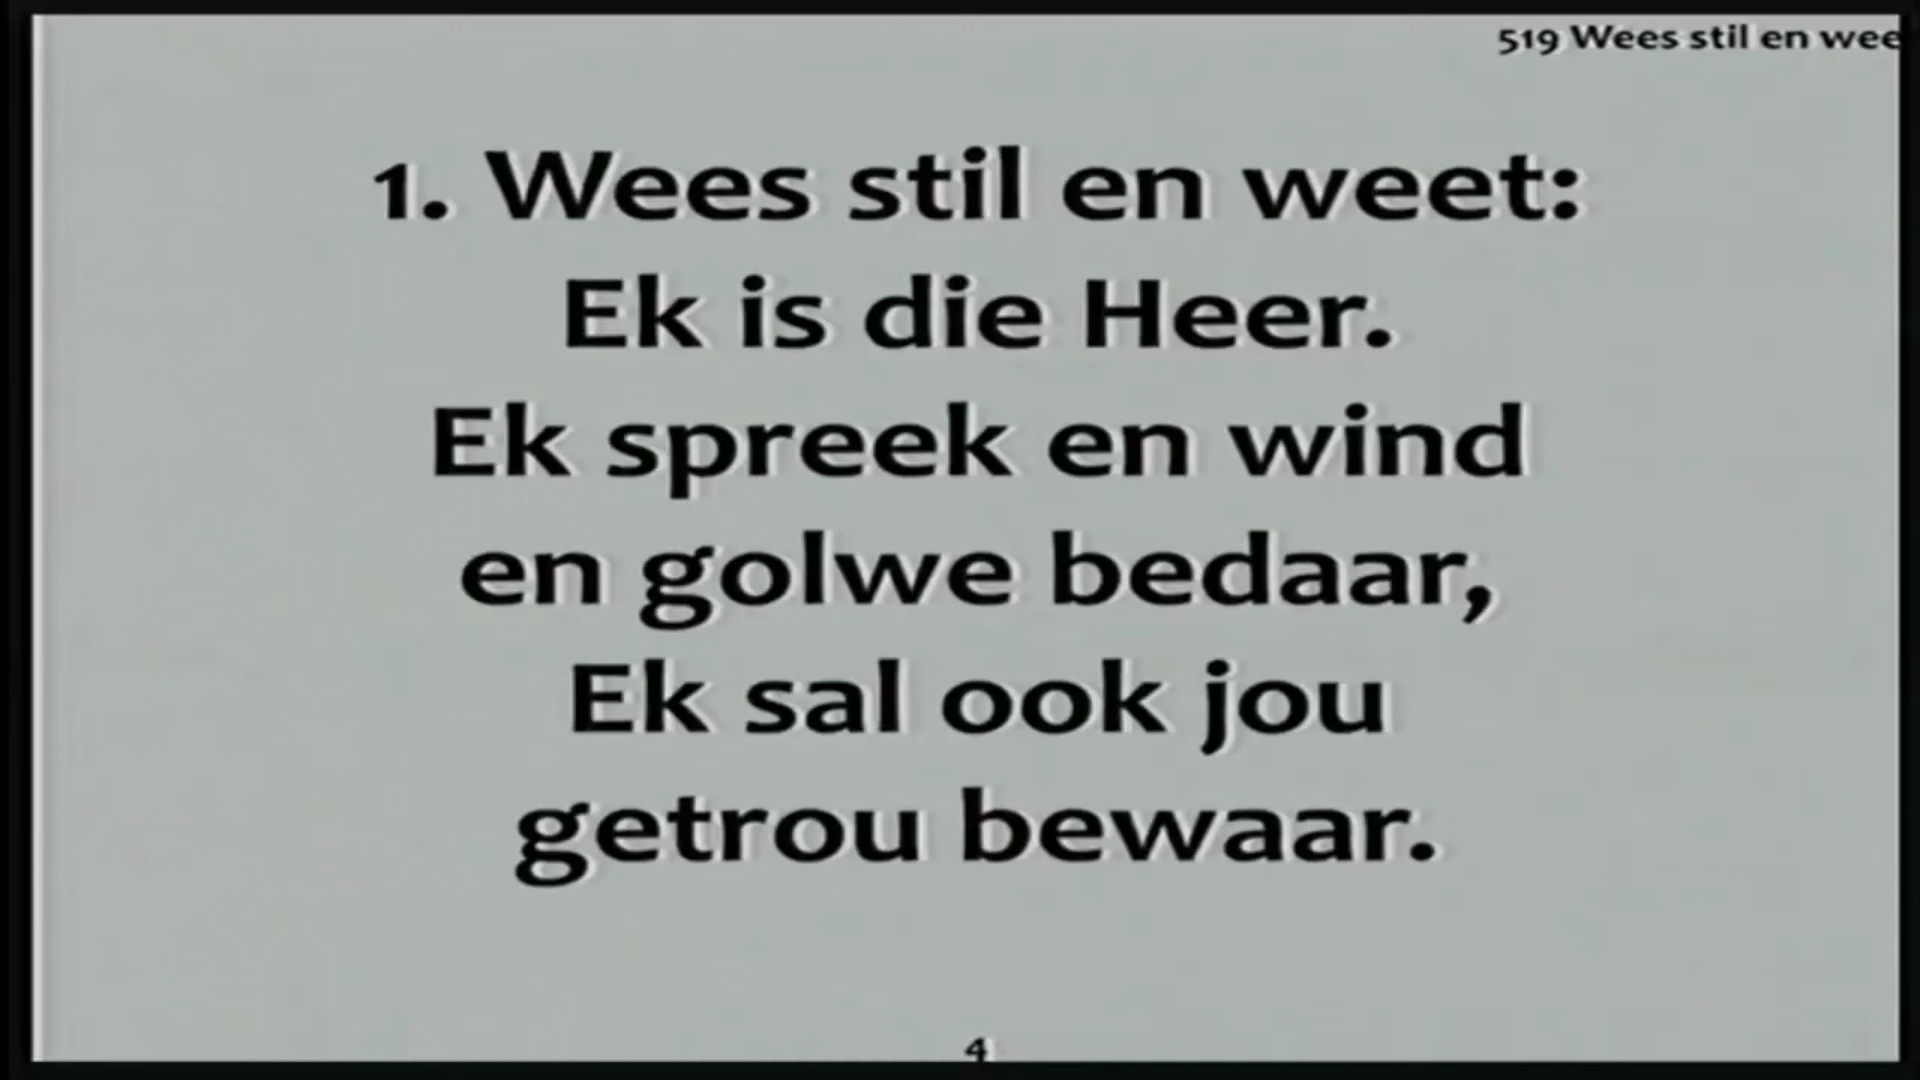 519 Wees stil en wee
1. Wees stil en weet:
Ek is die Heer.
Ek spreek en wind
en golwe bedaar,
Ek sal ook jou
getrou bewaar.
4